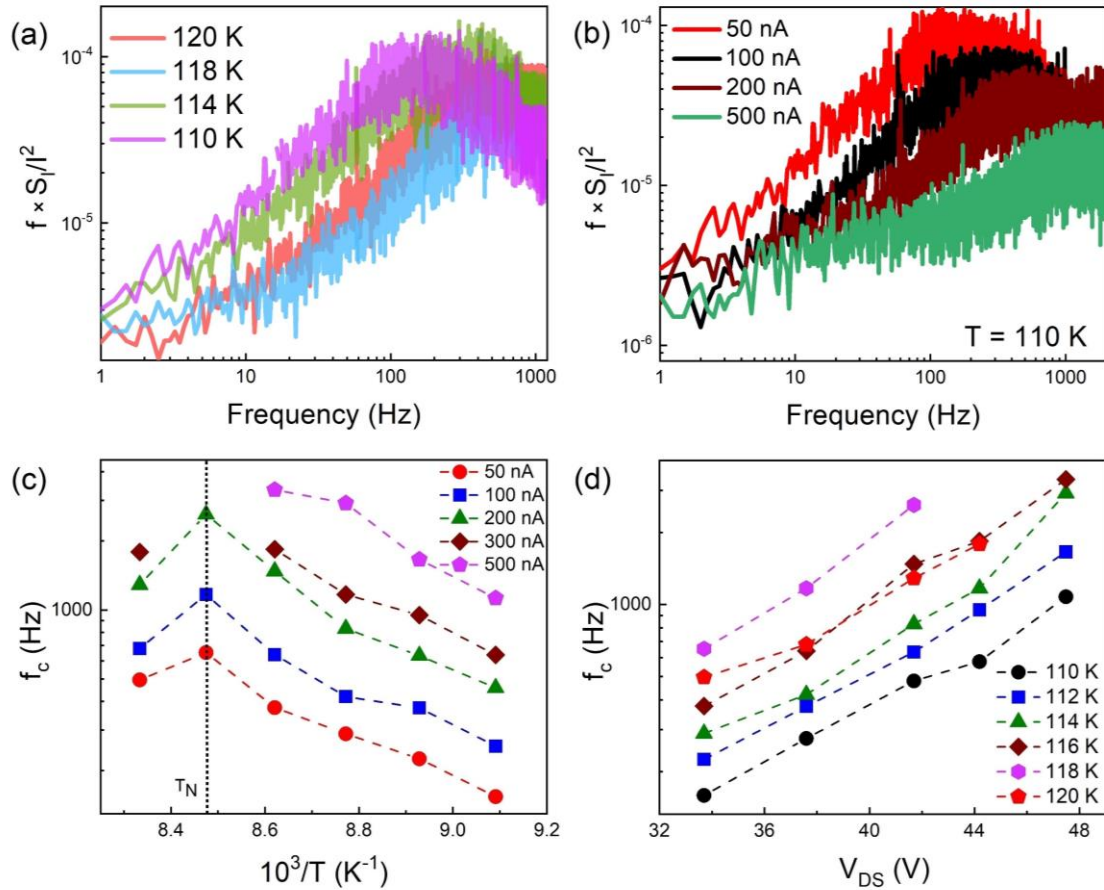 (a)
120 K
118 K
114 K
110 K
10⁻⁴
10⁻⁵
f × S_I/I²
1 10 100 1000
Frequency (Hz)
(b)
50 nA
100 nA
200 nA
500 nA
10⁻⁴
10⁻⁵
10⁻⁶
f × S_I/I²
T = 110 K
1 10 100 1000
Frequency (Hz)
(c)
50 nA
100 nA
200 nA
300 nA
500 nA
1000
f_c (Hz)
T_N
8.4 8.6 8.8 9.0 9.2
10³/T (K⁻¹)
(d)
1000
f_c (Hz)
110 K
112 K
114 K
116 K
118 K
120 K
32 36 40 44 48
V_DS (V)